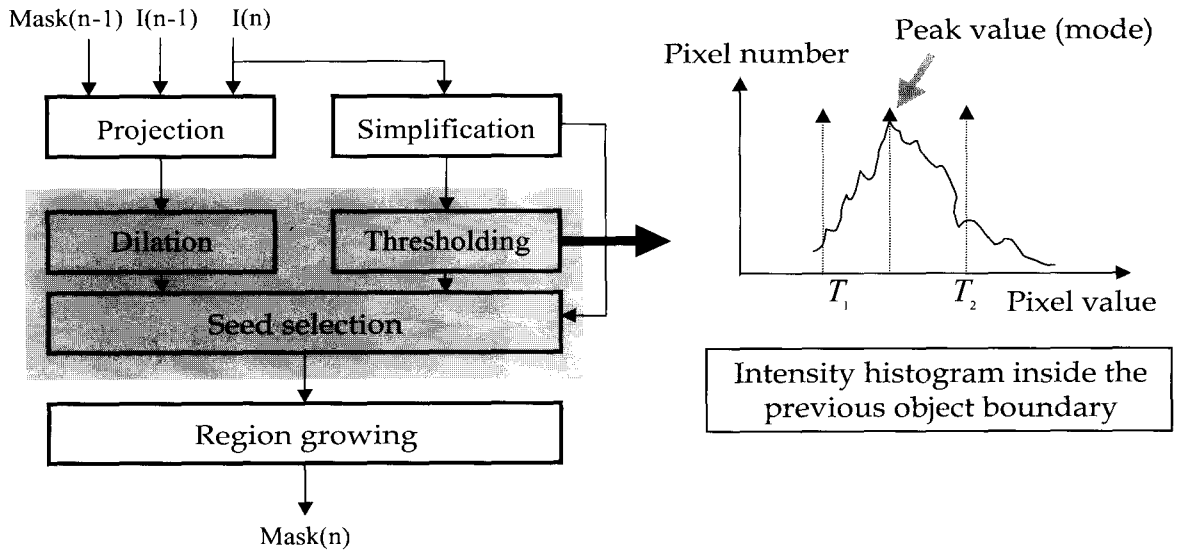 Mask(n-1) I(n-1) I(n)
Projection
Simplification
Dilation
Thresholding
Seed selection
Region growing
Mask(n)
Peak value (mode)
Pixel number
T1 T2 Pixel value
Intensity histogram inside the
previous object boundary